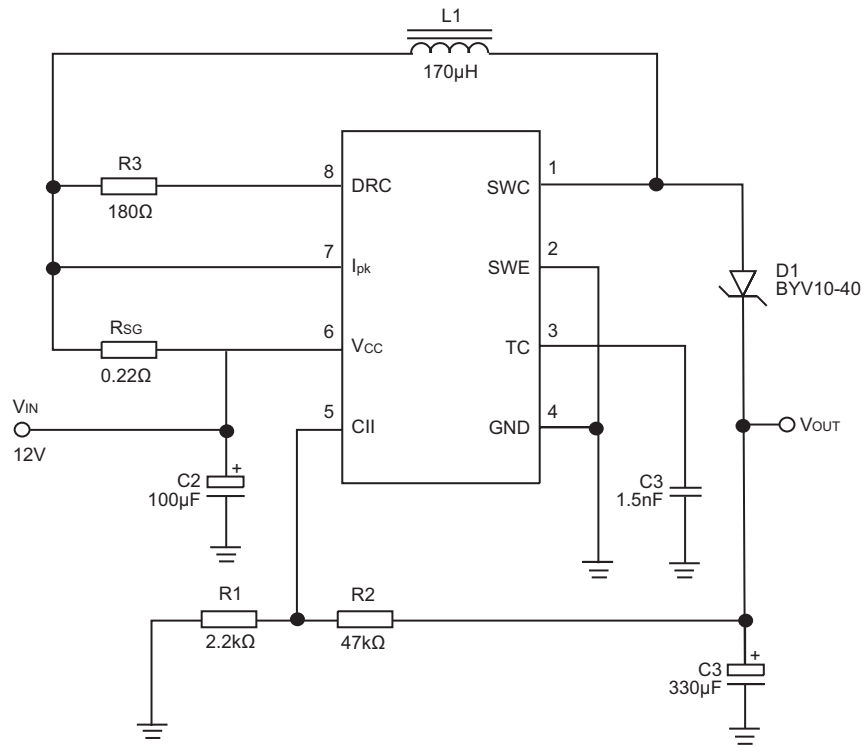 L1
170µH
R3
180Ω
8
DRC
SWC
1
7
Ipk
SWE
2
D1
BYV10-40
RSG
0.22Ω
6
VCC
TC
3
VIN
12V
5
CII
GND
4
VOUT
C2
+
100µF
C3
1.5nF
R1
2.2kΩ
R2
47kΩ
C3
+
330µF